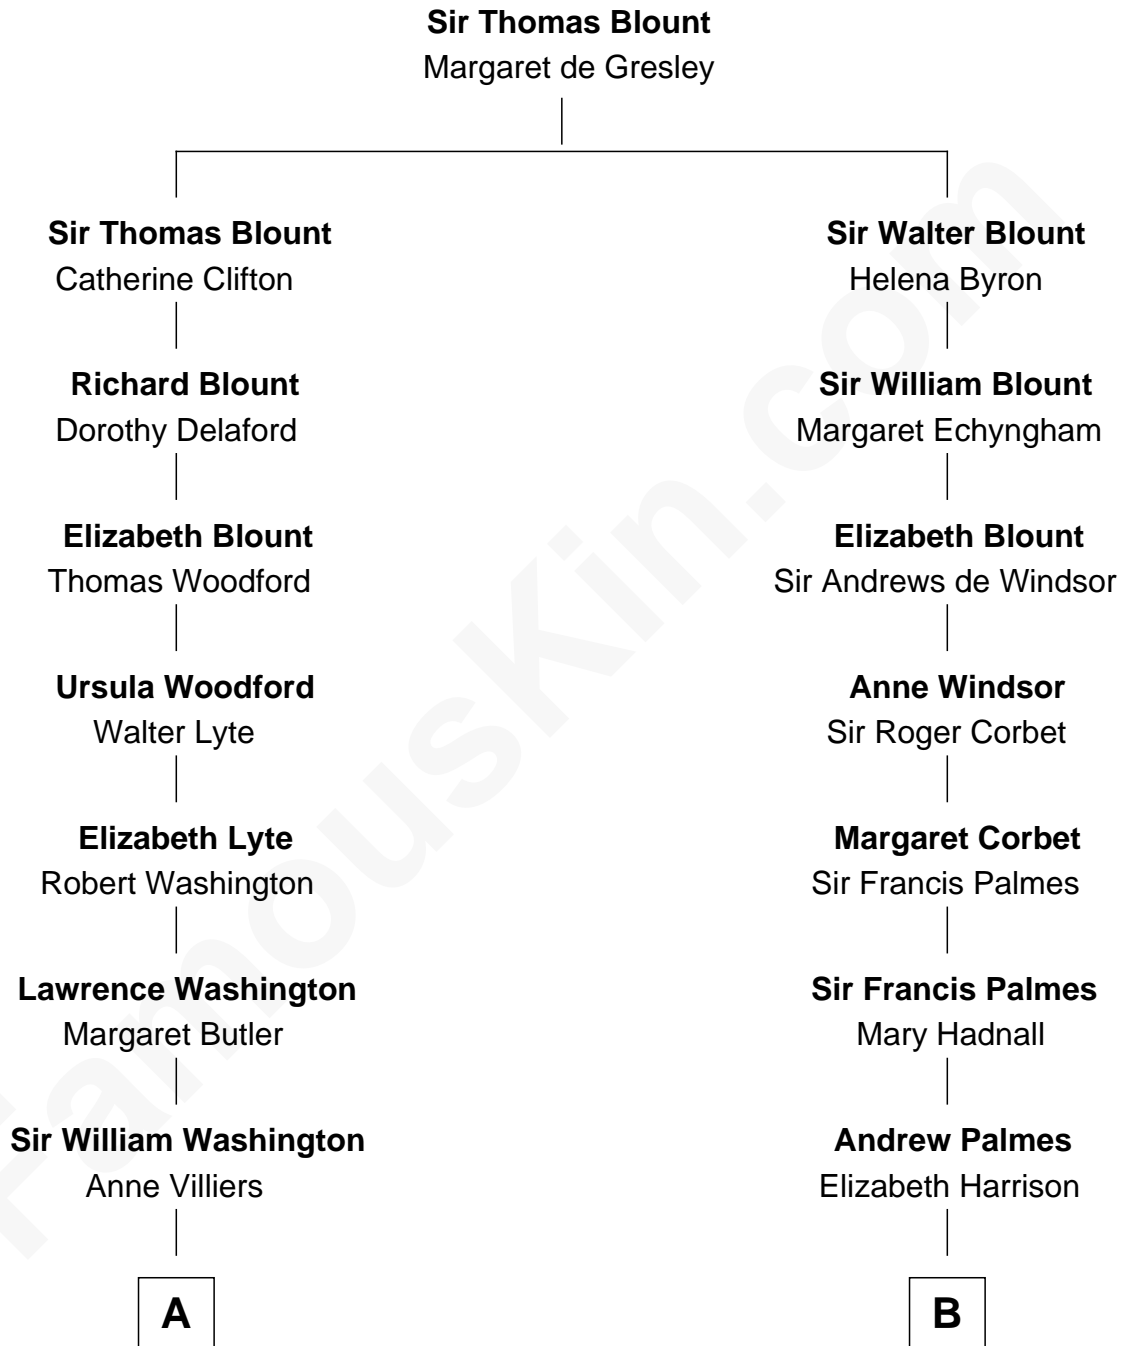 Sir Thomas Blount
Margaret de Gresley
Sir Thomas Blount
Catherine Clifton
Sir Walter Blount
Helena Byron
Richard Blount
Dorothy Delaford
Sir William Blount
Margaret Echyngham
Elizabeth Blount
Thomas Woodford
Elizabeth Blount
Sir Andrews de Windsor
Ursula Woodford
Walter Lyte
Anne Windsor
Sir Roger Corbet
Elizabeth Lyte
Robert Washington
Margaret Corbet
Sir Francis Palmes
Lawrence Washington
Margaret Butler
Sir Francis Palmes
Mary Hadnall
Sir William Washington
Anne Villiers
Andrew Palmes
Elizabeth Harrison
A
B
FamousKin.com